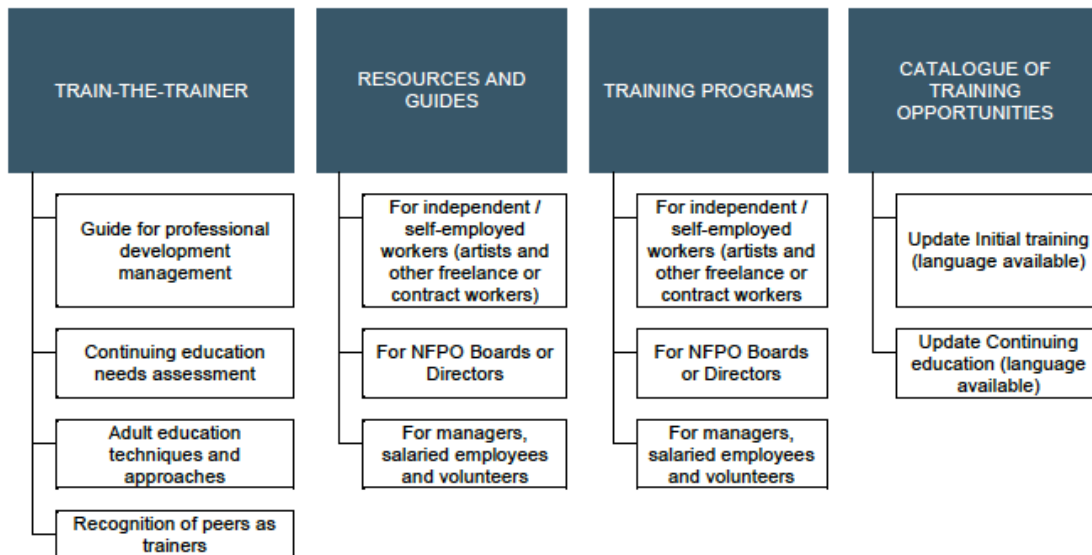 TRAIN-THE-TRAINER
Guide for professional
development
management
Continuing education
needs assessment
Adult education
techniques and
approaches
Recognition of peers as
trainers
RESOURCES AND
GUIDES
For independent /
self-employed
workers (artists and
other freelance or
contract workers)
For NFPO Boards or
Directors
For managers,
salaried employees
and volunteers
TRAINING PROGRAMS
For independent /
self-employed
workers (artists and
other freelance or
contract workers
For NFPO Boards
or Directors
For managers,
salaried employees
and volunteers
CATALOGUE OF
TRAINING
OPPORTUNITIES
Update Initial training
(language available)
Update Continuing
education (language
available)